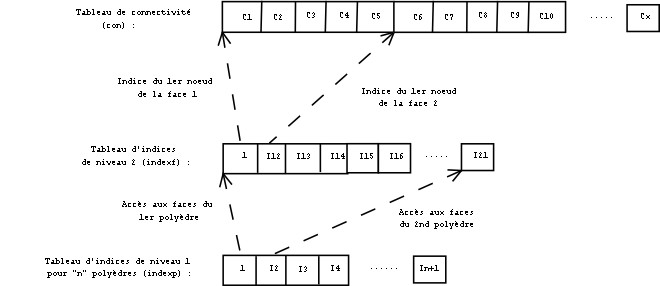 Tableau de connectivité
(con) :
C1 C2 C3 C4 C5 C6 C7 C8 C9 C10 ..... Cx
Indice du 1er noeud
de la face 1
Indice du 1er noeud
de la face 2
Tableau d'indices
de niveau 2 (indexf) :
1 I12 I13 I14 I15 I16 ..... I21
Accès aux faces du
1er polyèdre
Accès aux faces
du 2nd polyèdre
Tableau d'indices de niveau 1
pour "n" polyèdres (indexp) :
1 I2 I3 I4 ...... In+1